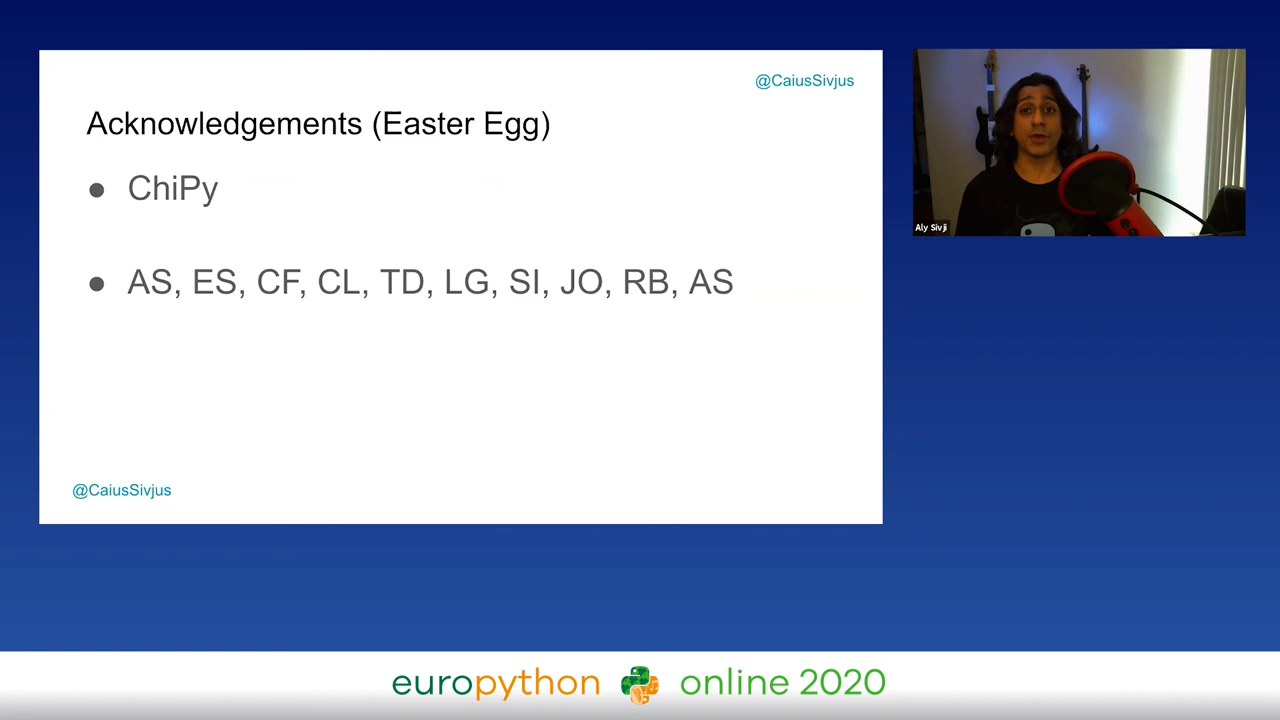 @CaiusSivjus
Acknowledgements (Easter Egg)
● ChiPy
● AS, ES, CF, CL, TD, LG, SI, JO, RB, AS
@CaiusSivjus
Aly Sivji
europython online 2020